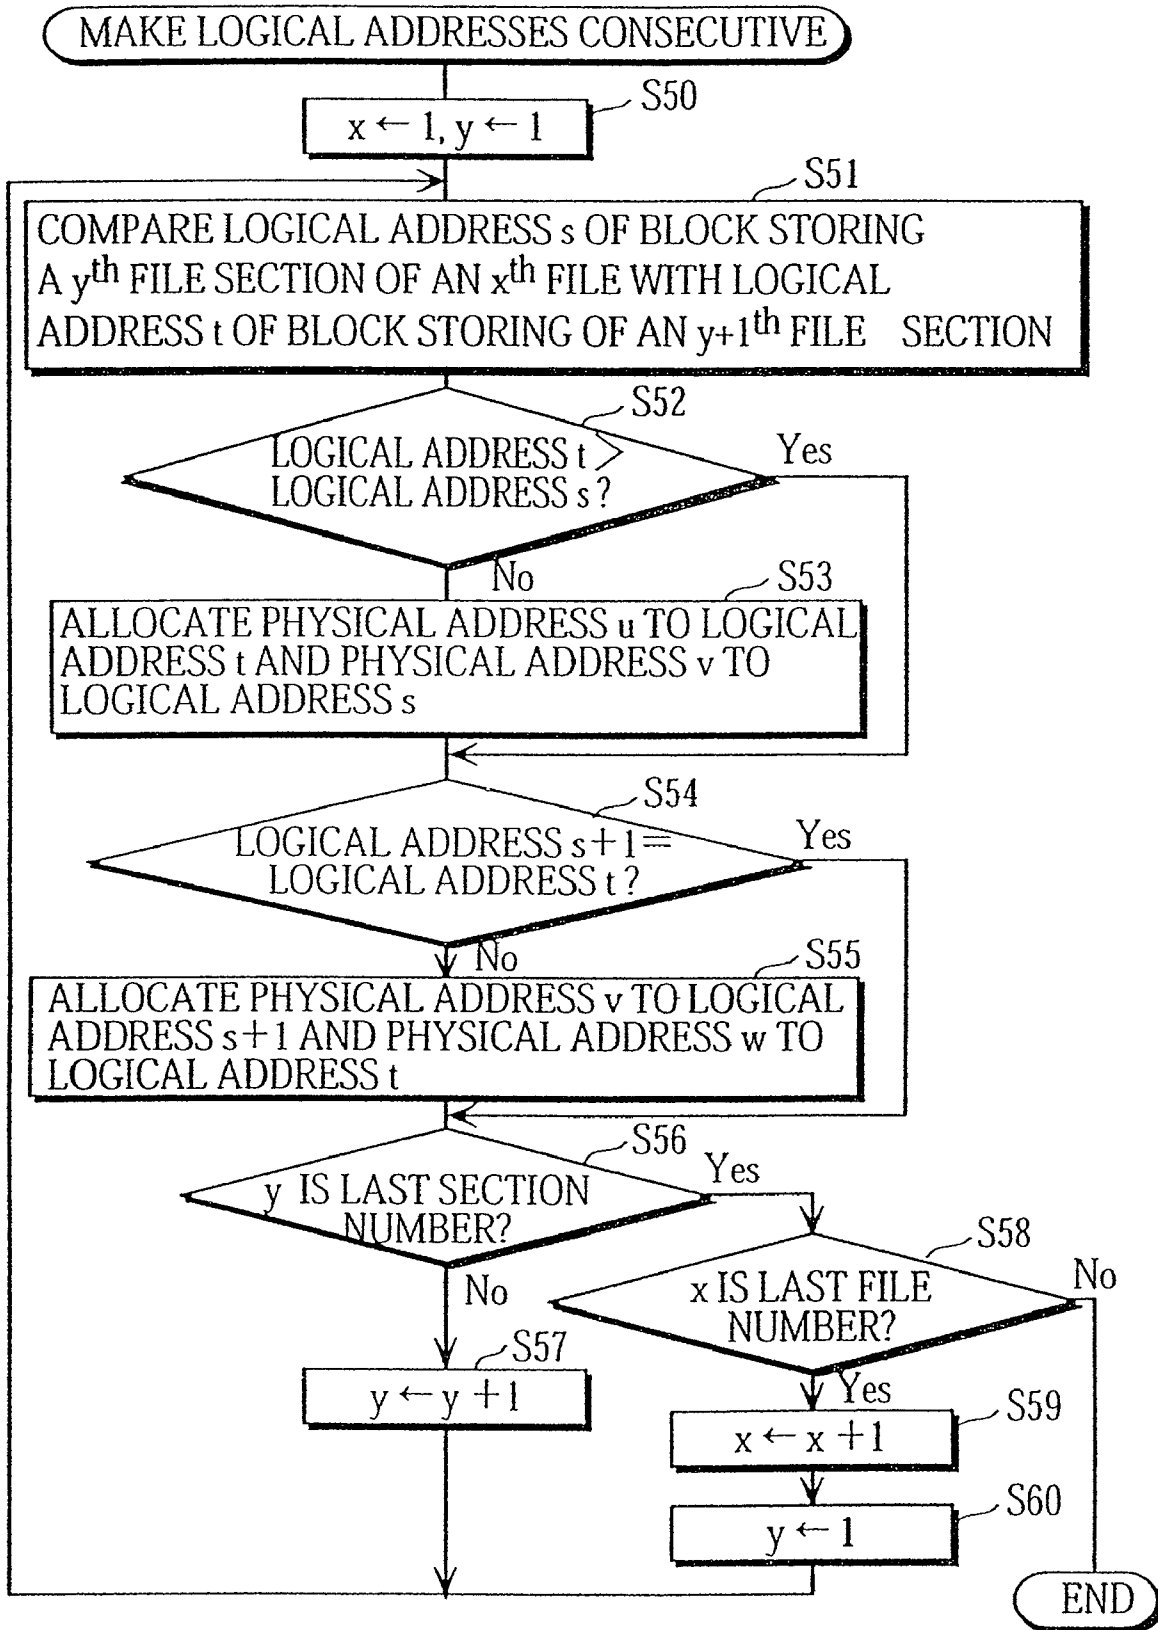 MAKE LOGICAL ADDRESSES CONSECUTIVE
S50
x ← 1, y ← 1
S51
COMPARE LOGICAL ADDRESS s OF BLOCK STORING
A yth FILE SECTION OF AN xth FILE WITH LOGICAL
ADDRESS t OF BLOCK STORING OF AN y+1th FILE SECTION
S52
LOGICAL ADDRESS t >
LOGICAL ADDRESS s?
Yes
No
S53
ALLOCATE PHYSICAL ADDRESS u TO LOGICAL
ADDRESS t AND PHYSICAL ADDRESS v TO
LOGICAL ADDRESS s
S54
LOGICAL ADDRESS s+1=
LOGICAL ADDRESS t?
Yes
No
S55
ALLOCATE PHYSICAL ADDRESS v TO LOGICAL
ADDRESS s+1 AND PHYSICAL ADDRESS w TO
LOGICAL ADDRESS t
S56
y IS LAST SECTION
NUMBER?
Yes
No
S58
x IS LAST FILE
NUMBER?
No
Yes
S57
y ← y +1
S59
x ← x +1
S60
y ← 1
END